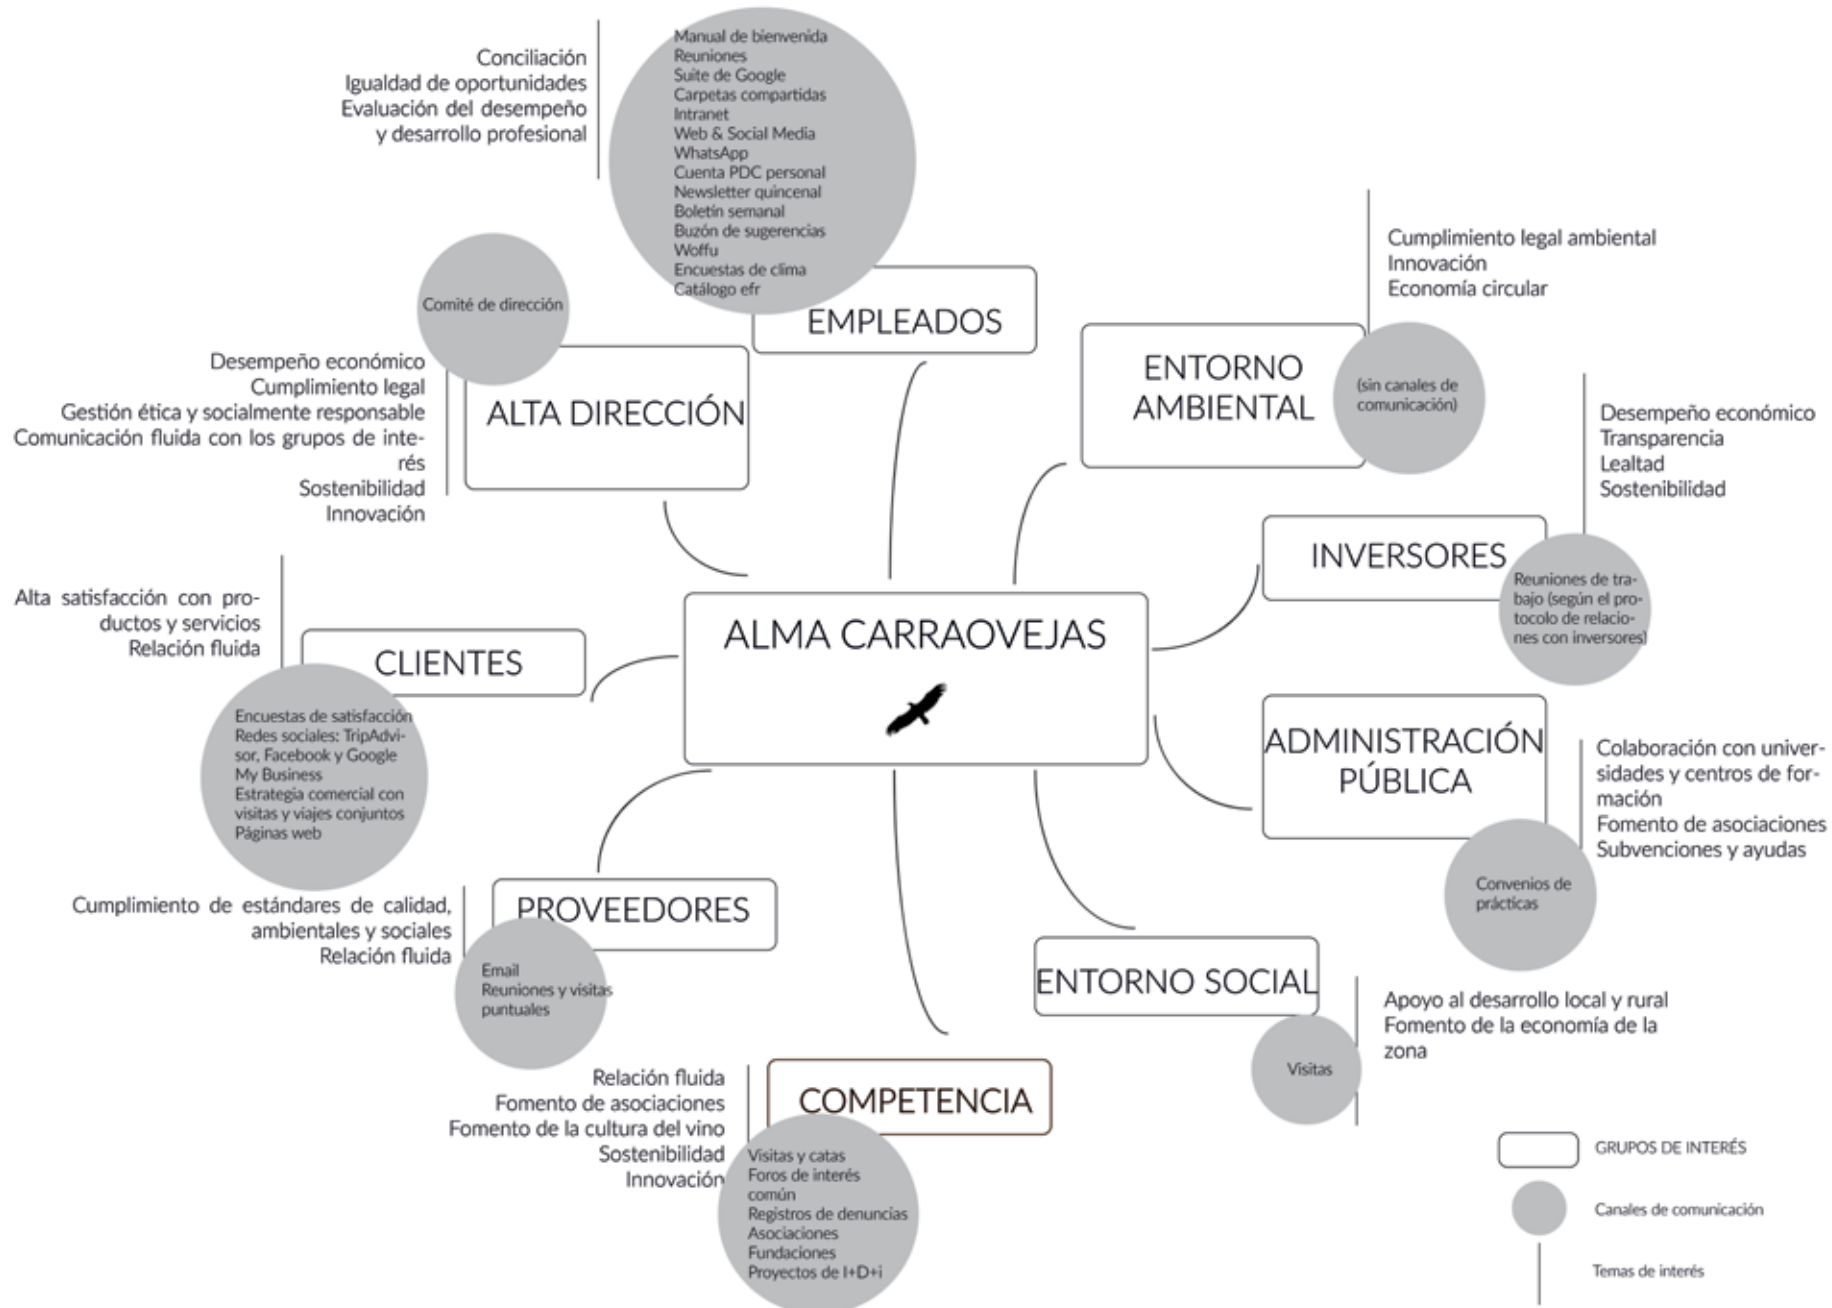 Conciliación
Igualdad de oportunidades
Evaluación del desempeño
y desarrollo profesional
Manual de bienvenida
Reuniones
Suite de Google
Carpetas compartidas
Intranet
Web & Social Media
WhatsApp
Cuenta PDC personal
Newsletter quincenal
Boletín semanal
Buzón de sugerencias
Woffu
Encuestas de clima
Catálogo efr
EMPLEADOS
Comité de dirección
Desempeño económico
Cumplimiento legal
Gestión ética y socialmente responsable
Comunicación fluida con los grupos de inte-
rés
Sostenibilidad
Innovación
ALTA DIRECCIÓN
Cumplimiento legal ambiental
Innovación
Economía circular
ENTORNO
AMBIENTAL
(sin canales de
comunicación)
Desempeño económico
Transparencia
Lealtad
Sostenibilidad
INVERSORES
Reuniones de tra-
bajo (según el pro-
tocolo de relacio-
nes con inversores)
ALMA CARRAOVEJAS
Alta satisfacción con pro-
ductos y servicios
Relación fluida
CLIENTES
Encuestas de satisfacción
Redes sociales: TripAdvi-
sor, Facebook y Google
My Business
Estrategia comercial con
visitas y viajes conjuntos
Páginas web
ADMINISTRACIÓN
PÚBLICA
Colaboración con univer-
sidades y centros de for-
mación
Fomento de asociaciones
Subvenciones y ayudas
Convenios de
prácticas
Cumplimiento de estándares de calidad,
ambientales y sociales
Relación fluida
PROVEEDORES
Email
Reuniones y visitas
puntuales
ENTORNO SOCIAL
Apoyo al desarrollo local y rural
Fomento de la economía de la
zona
Visitas
Relación fluida
Fomento de asociaciones
Fomento de la cultura del vino
Sostenibilidad
Innovación
COMPETENCIA
Visitas y catas
Foros de interés
común
Registros de denuncias
Asociaciones
Fundaciones
Proyectos de I+D+i
GRUPOS DE INTERÉS
Canales de comunicación
Temas de interés